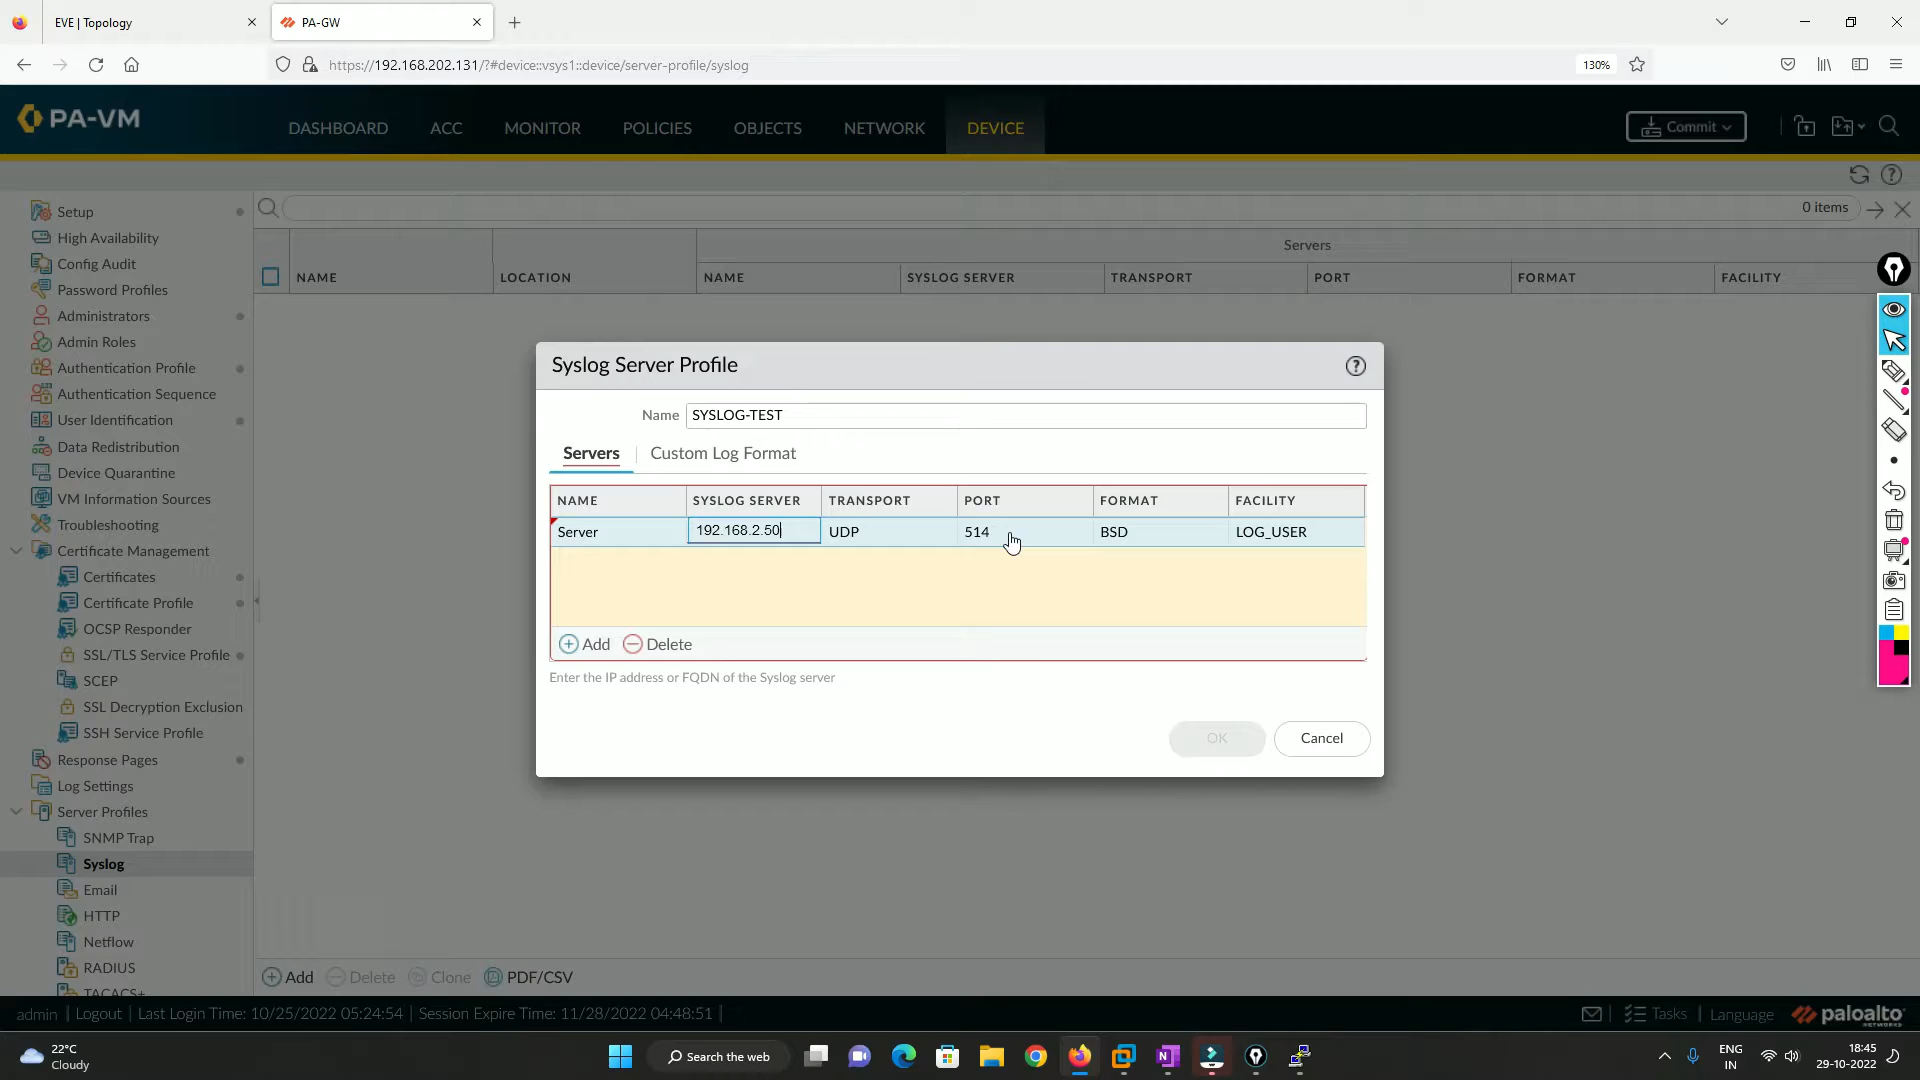 EVE | Topology
PA-GW
https://192.168.202.131/?#device::vsys1::device/server-profile/syslog
130%
PA-VM
DASHBOARD
ACC
MONITOR
POLICIES
OBJECTS
NETWORK
DEVICE
Commit
0 items
Setup
High Availability
Config Audit
Password Profiles
Administrators
Admin Roles
Authentication Profile
Authentication Sequence
User Identification
Data Redistribution
Device Quarantine
VM Information Sources
Troubleshooting
Certificate Management
Certificates
Certificate Profile
OCSP Responder
SSL/TLS Service Profile
SCEP
SSL Decryption Exclusion
SSH Service Profile
Response Pages
Log Settings
Server Profiles
SNMP Trap
Syslog
Email
HTTP
Netflow
RADIUS
TACACS+
Servers
NAME
LOCATION
NAME
SYSLOG SERVER
TRANSPORT
PORT
FORMAT
FACILITY
Syslog Server Profile
Name SYSLOG-TEST
Servers
Custom Log Format
NAME SYSLOG SERVER TRANSPORT PORT FORMAT FACILITY
Server 192.168.2.50 UDP 514 BSD LOG_USER
Add Delete
Enter the IP address or FQDN of the Syslog server
OK
Cancel
Add Delete Clone PDF/CSV
admin | Logout | Last Login Time: 10/25/2022 05:24:54 | Session Expire Time: 11/28/2022 04:48:51 |
Tasks | Language
paloalto
NETWORKS
22°C
Cloudy
Search the web
ENG
IN
18:45
29-10-2022